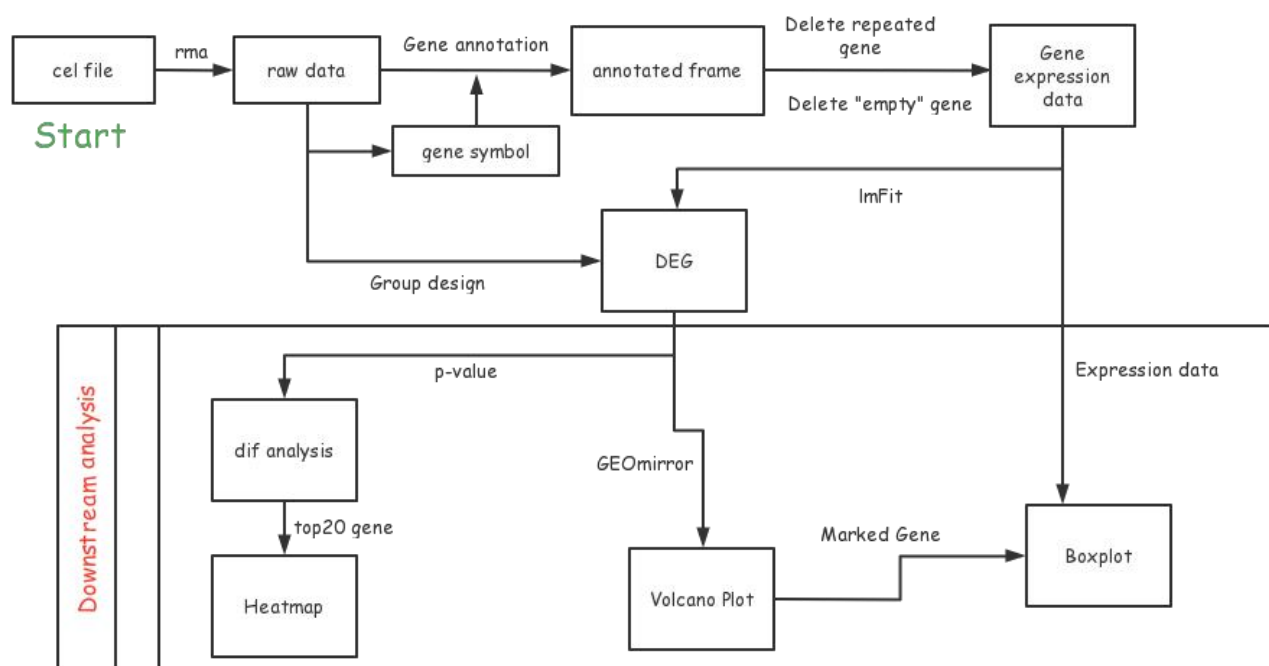 cel file
rma
raw data
Gene annotation
annotated frame
Delete repeated
gene
Delete "empty" gene
Gene
expression
data
Start
gene symbol
lmFit
DEG
Group design
Downstream analysis
p-value
Expression data
dif analysis
GEOmirror
top20 gene
Marked Gene
Boxplot
Heatmap
Volcano Plot